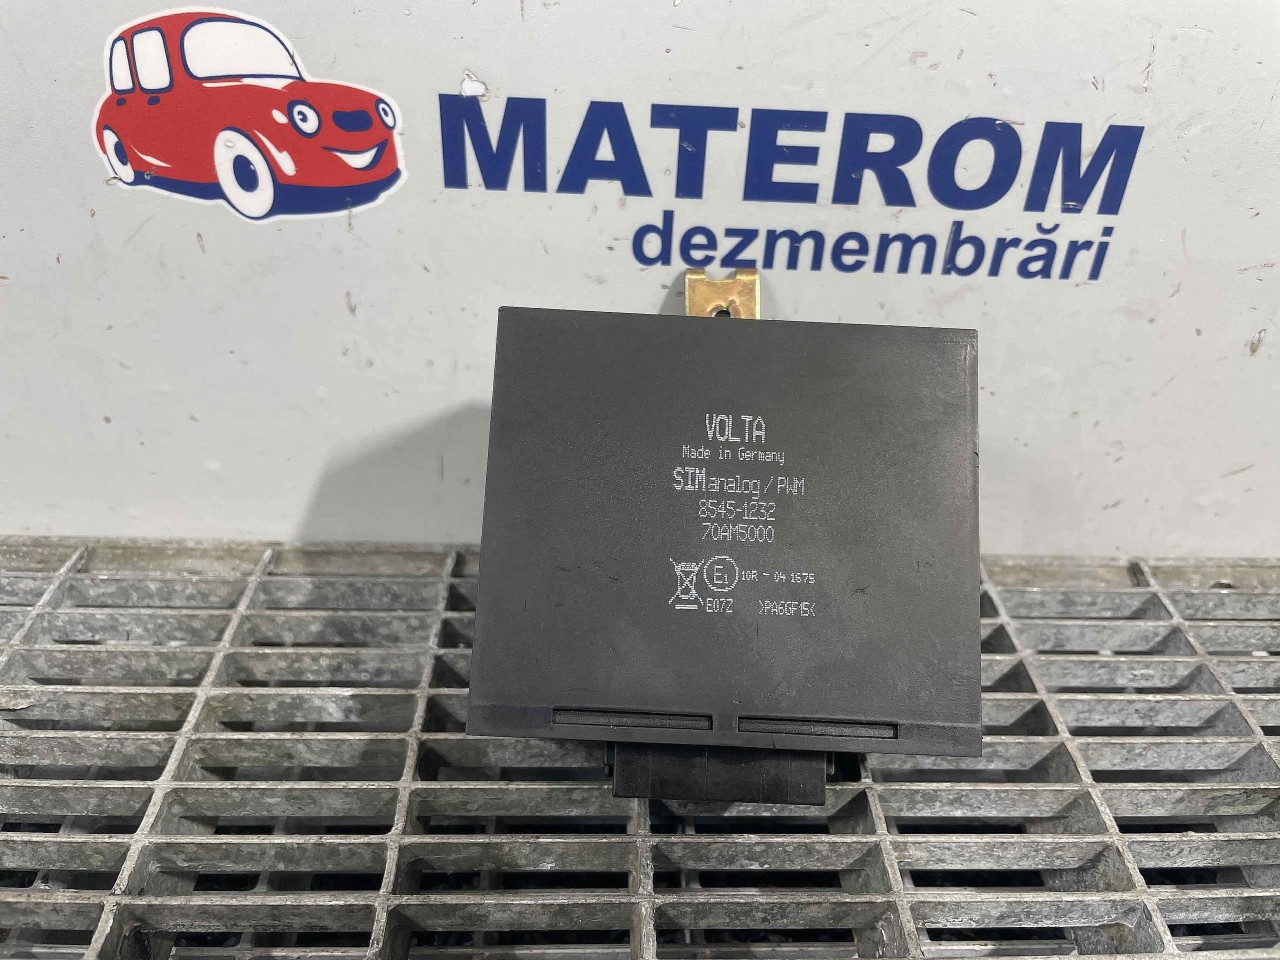 MATEROM
dezmembrări
VOLTA
Made in Germany
SIManalog/PWM
8545-1232
70AM5000
E1 10R - 04 1675
E07Z >PA6GF15<